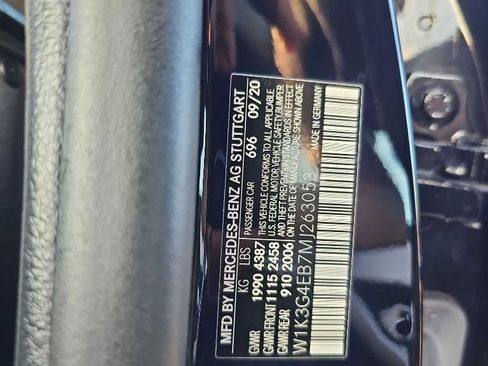 MFD BY MERCEDES-BENZ AG STUTTGART
KG LBS PASSENGER CAR 696 09/20
GVWR 1990 4387
GAWR FRONT 1115 2458
GAWR REAR 910 2006
THIS VEHICLE CONFORMS TO ALL APPLICABLE
U.S. FEDERAL MOTOR VEHICLE SAFETY, BUMPER
AND THEFT PREVENTION STANDARDS IN EFFECT
ON THE DATE OF MANUFACTURE SHOWN ABOVE
W1K3G4EB7MJ263053
MADE IN GERMANY